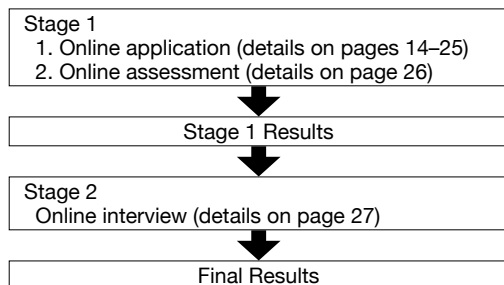 Stage 1
1. Online application (details on pages 14–25)
2. Online assessment (details on page 26)
Stage 1 Results
Stage 2
Online interview (details on page 27)
Final Results